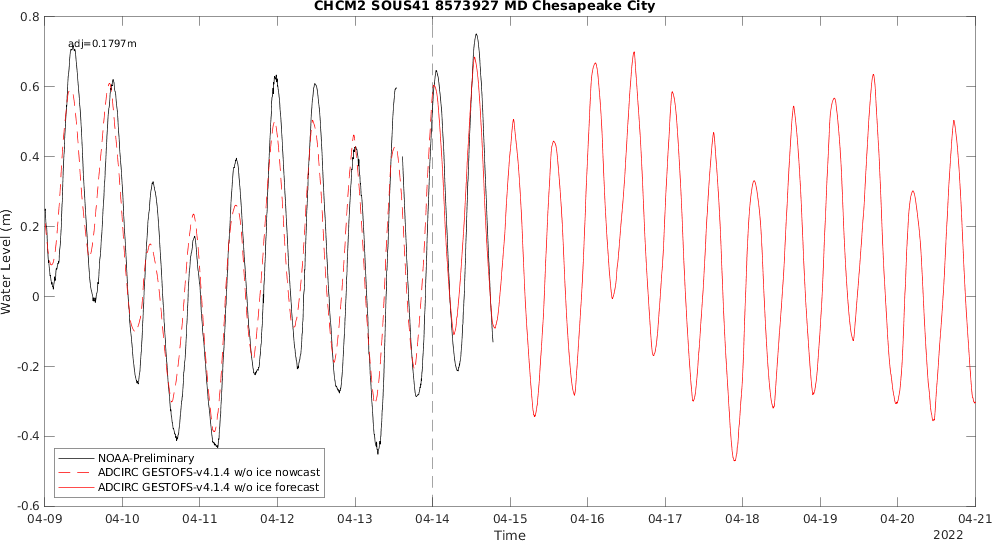 CHCM2 SOUS41 8573927 MD Chesapeake City
adj=0.1797m
0.8
0.6
0.4
0.2
0
-0.2
-0.4
-0.6
Water Level (m)
NOAA-Preliminary
ADCIRC GESTOFS-v4.1.4 w/o ice nowcast
ADCIRC GESTOFS-v4.1.4 w/o ice forecast
04-09 04-10 04-11 04-12 04-13 04-14 04-15 04-16 04-17 04-18 04-19 04-20 04-21
Time
2022